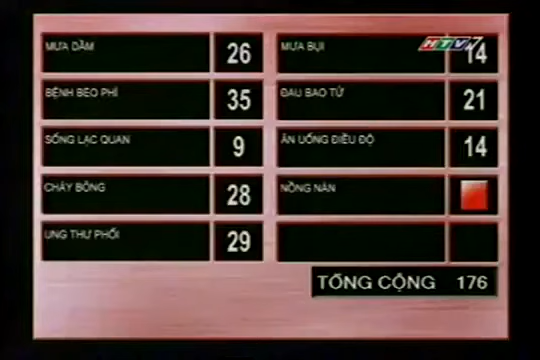 HTV7
MƯA DẦM 26
MƯA BỤI 14
BỆNH BÉO PHÌ 35
ĐAU BAO TỬ 21
SỐNG LẠC QUAN 9
ĂN UỐNG ĐIỀU ĐỘ 14
CHÁY BỎNG 28
NỒNG NÀN
UNG THƯ PHỔI 29
TỔNG CỘNG 176